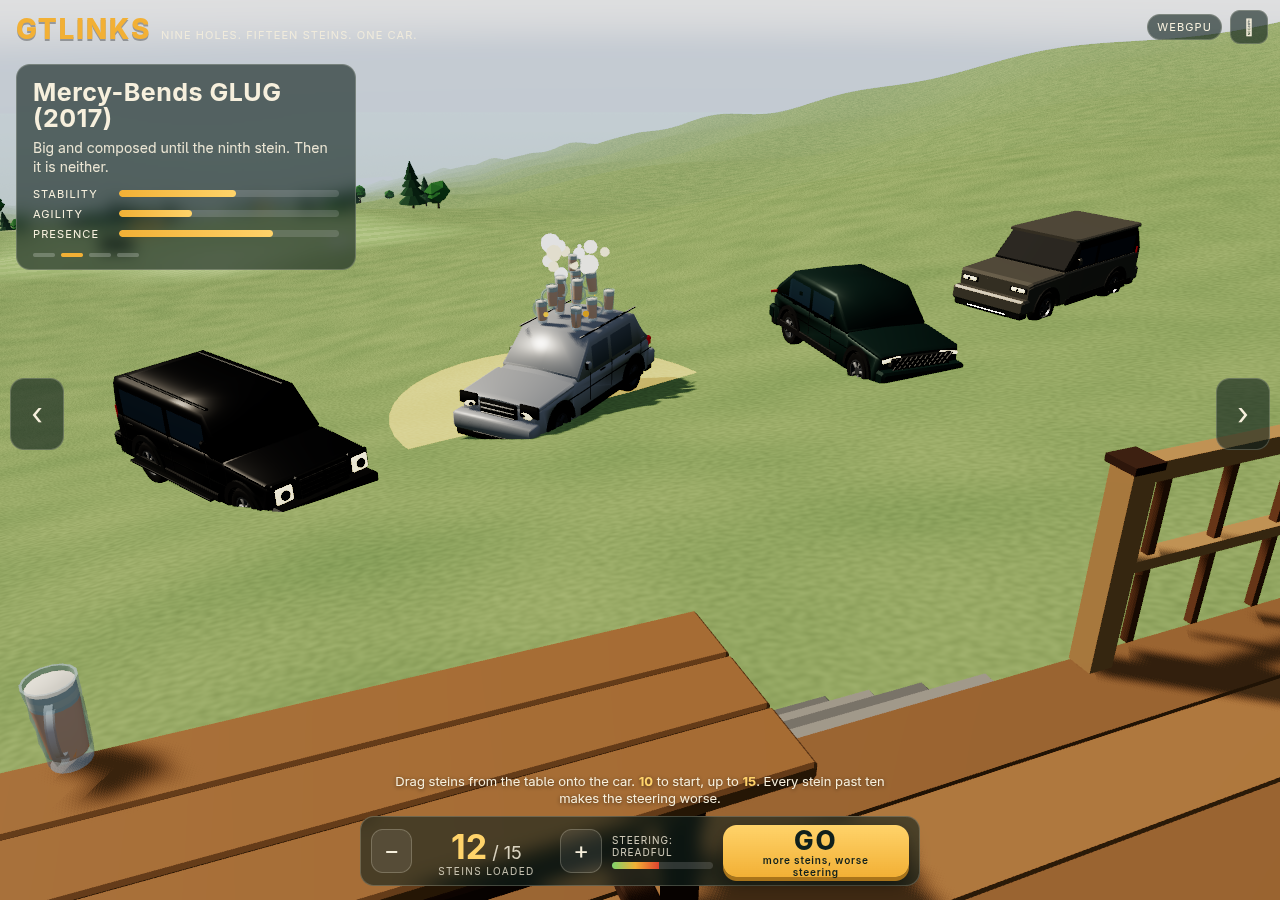 GTLINKS NINE HOLES. FIFTEEN STEINS. ONE CAR.
WEBGPU
Mercy-Bends GLUG
(2017)
Big and composed until the ninth stein. Then
it is neither.
STABILITY
AGILITY
PRESENCE
‹
›
Drag steins from the table onto the car. 10 to start, up to 15. Every stein past ten
makes the steering worse.
−
12 / 15
STEINS LOADED
+
STEERING:
DREADFUL
GO
more steins, worse
steering